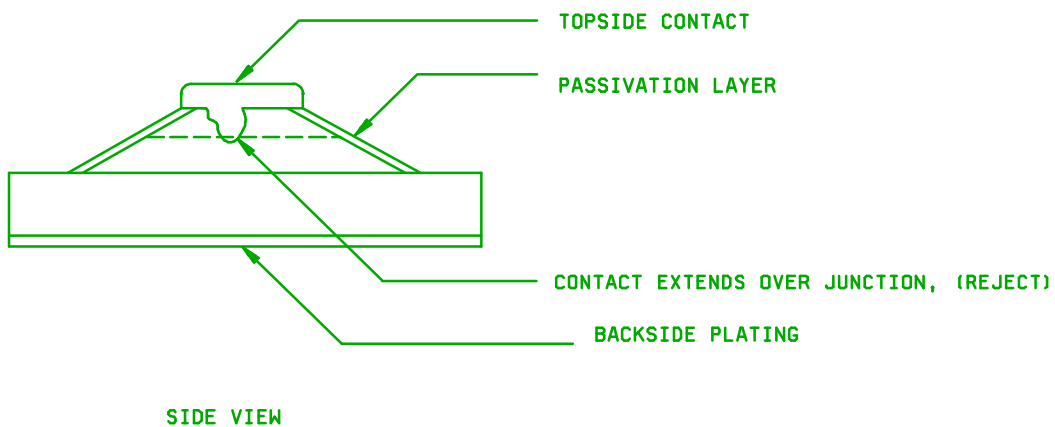 TOPSIDE CONTACT
PASSIVATION LAYER
CONTACT EXTENDS OVER JUNCTION, (REJECT)
BACKSIDE PLATING
SIDE VIEW